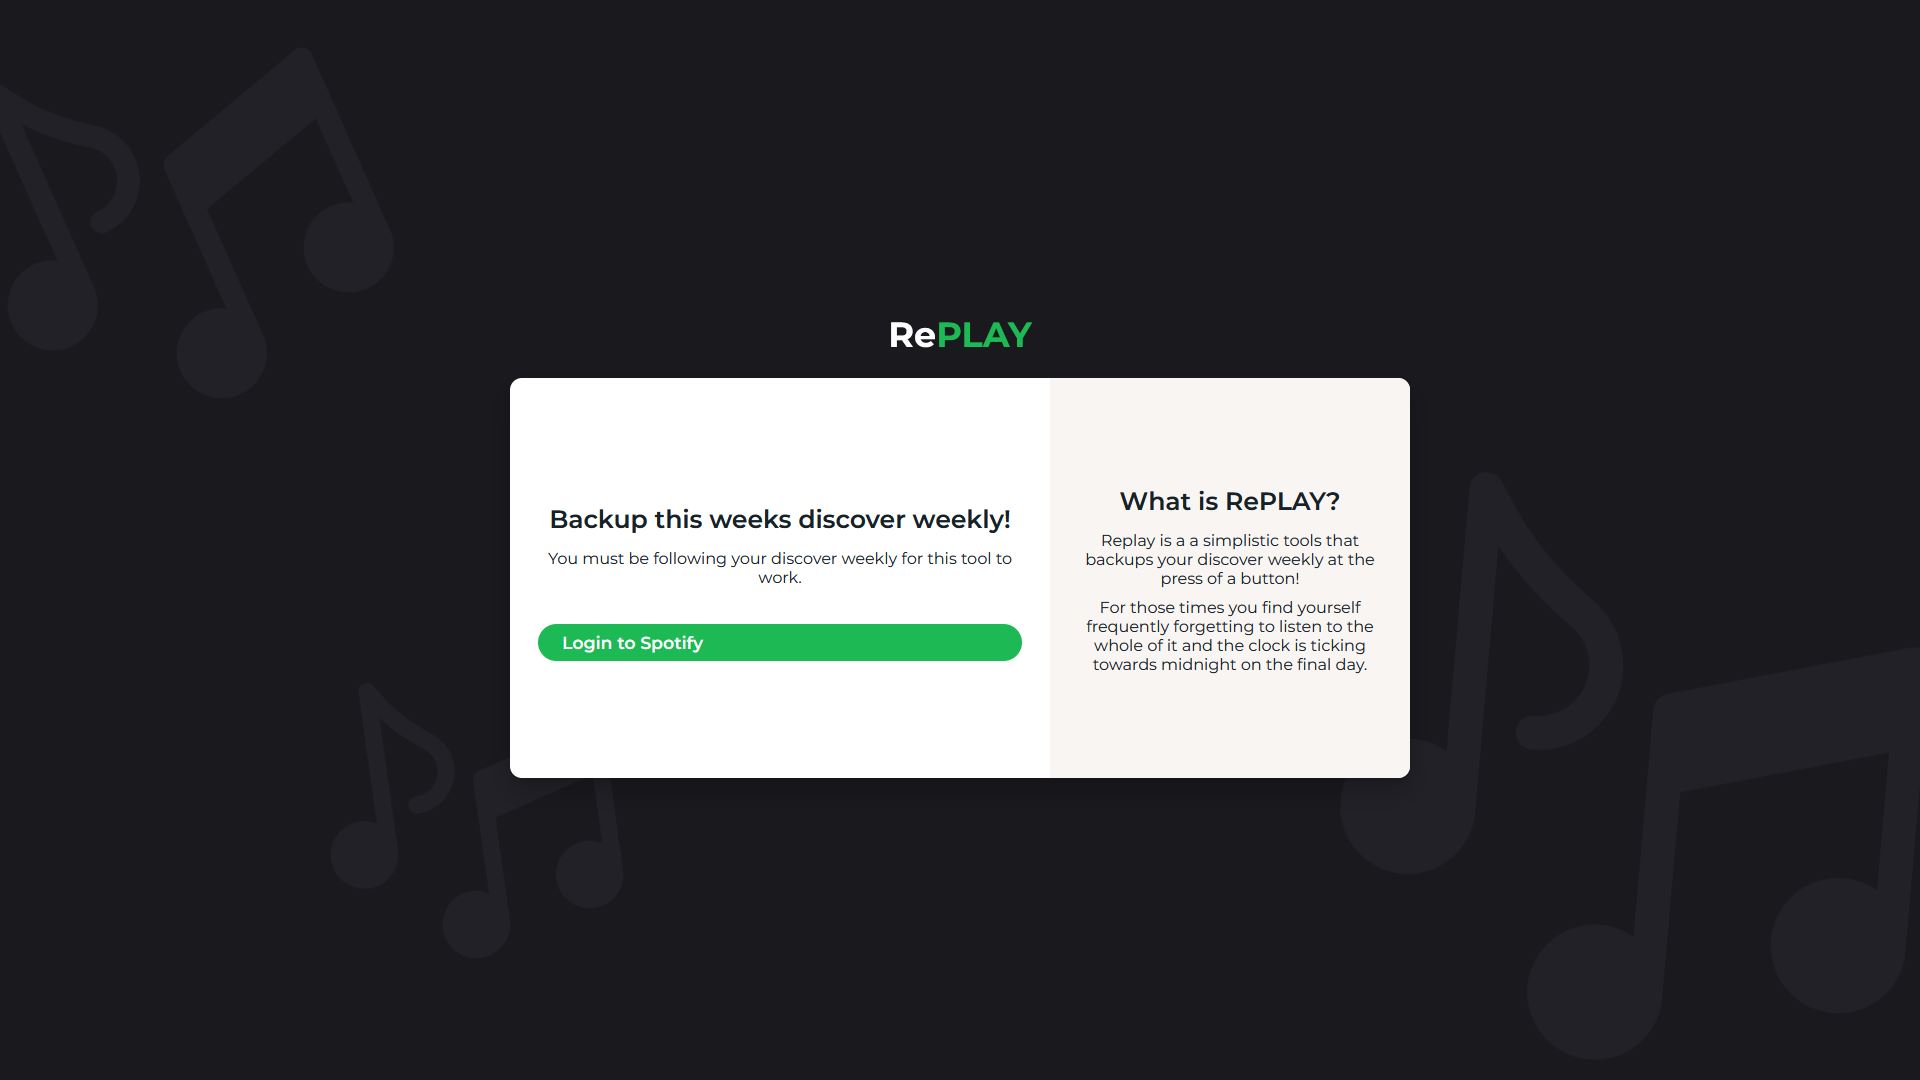 RePLAY
Backup this weeks discover weekly!
You must be following your discover weekly for this tool to
work.
Login to Spotify
What is RePLAY?
Replay is a a simplistic tools that
backups your discover weekly at the
press of a button!
For those times you find yourself
frequently forgetting to listen to the
whole of it and the clock is ticking
towards midnight on the final day.